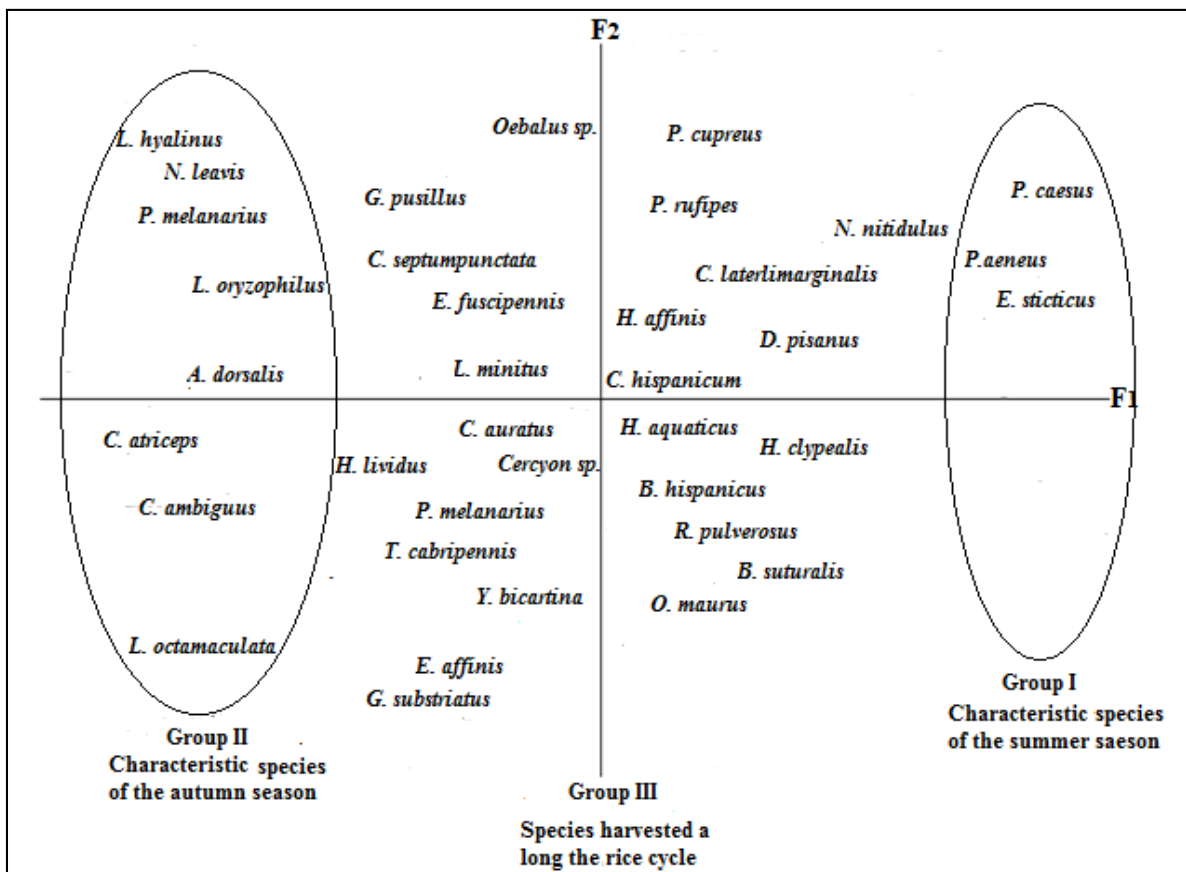 F2
Oebalus sp.
P. cupreus
L. hyalinus
N. leavis
P. caesus
G. pusillus
P. rufipes
P. melanarius
N. nitidulus
C. septumpunctata
P.aeneus
C. laterlimarginalis
L. oryzophilus
E. fuscipennis
E. sticticus
H. affinis
D. pisanus
A. dorsalis
L. minitus
C. hispanicum
F1
C. atriceps
C. auratus
H. aquaticus
H. clypealis
H. lividus
Cercyon sp.
B. hispanicus
C. ambiguus
P. melanarius
R. pulverosus
T. cabripennis
B. suturalis
Y. bicartina
O. maurus
L. octamaculata
E. affinis
G. substriatus
Group I
Characteristic species
of the summer saeson
Group II
Characteristic species
of the autumn season
Group III
Species harvested a
long the rice cycle